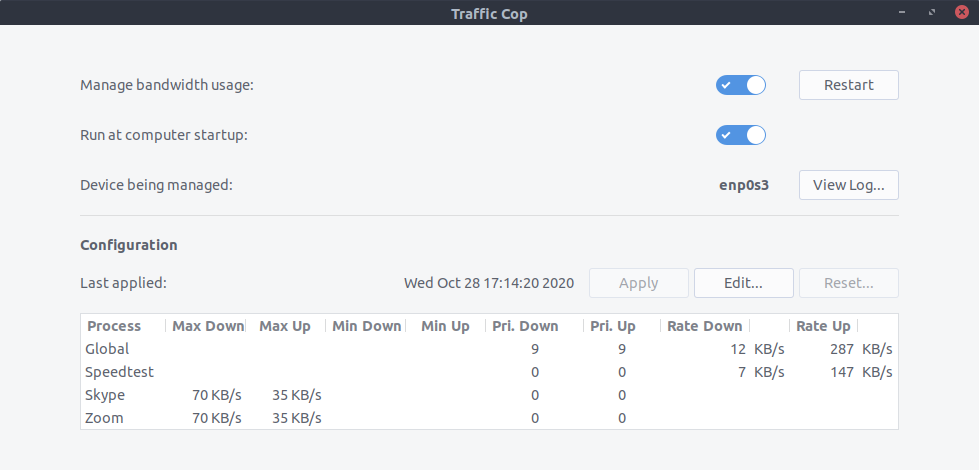 Traffic Cop
Manage bandwidth usage: Restart
Run at computer startup:
Device being managed: enp0s3 View Log...
Configuration
Last applied: Wed Oct 28 17:14:20 2020 Apply Edit... Reset...
Process Max Down Max Up Min Down Min Up Pri. Down Pri. Up Rate Down Rate Up
Global 9 9 12 KB/s 287 KB/s
Speedtest 0 0 7 KB/s 147 KB/s
Skype 70 KB/s 35 KB/s 0 0
Zoom 70 KB/s 35 KB/s 0 0